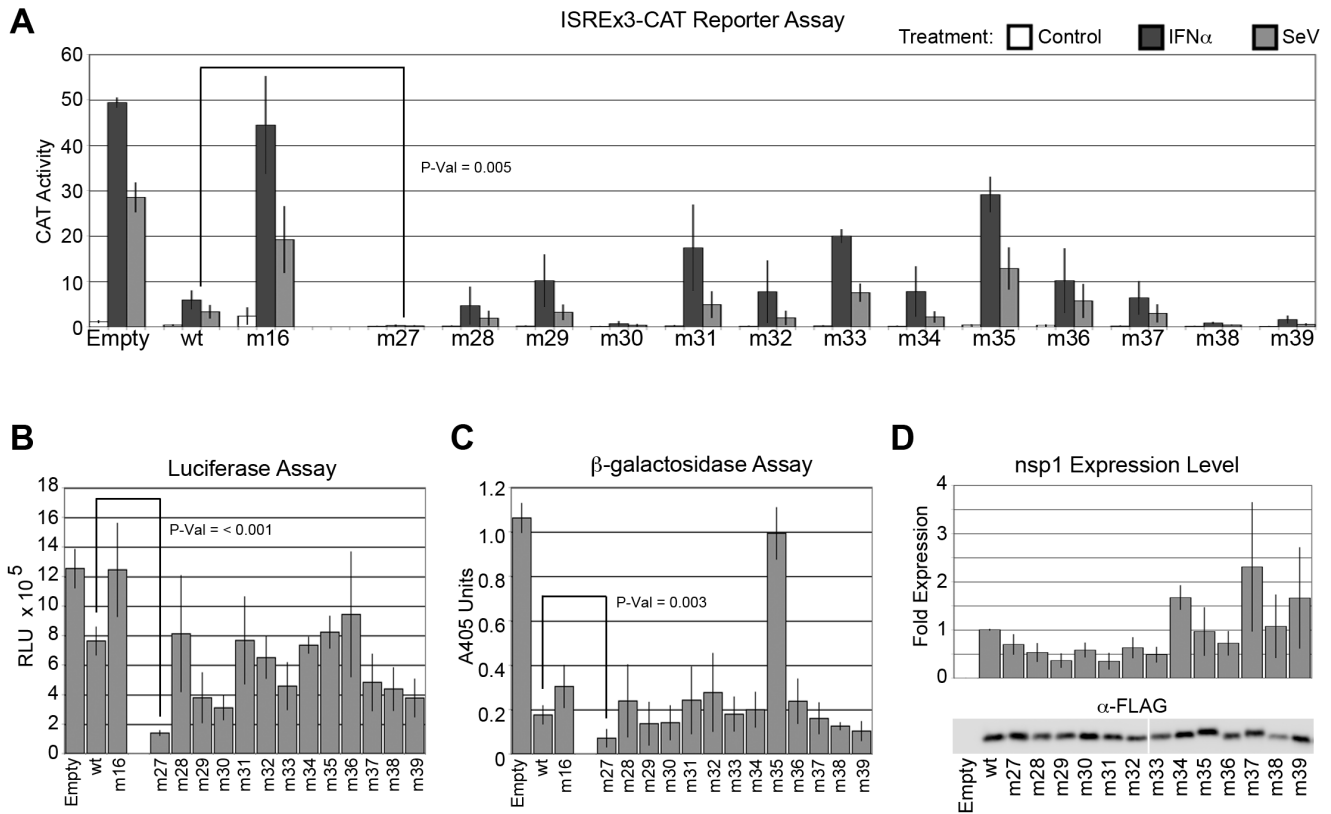 A
ISREx3-CAT Reporter Assay
Treatment: Control IFNα SeV
CAT Activity
60
50
40
30
20
10
0
P-Val = 0.005
Empty wt m16 m27 m28 m29 m30 m31 m32 m33 m34 m35 m36 m37 m38 m39
B
Luciferase Assay
RLU x 10 5
18
16
14
12
10
8
6
4
2
0
P-Val = < 0.001
Empty wt m16 m27 m28 m29 m30 m31 m32 m33 m34 m35 m36 m37 m38 m39
C
β-galactosidase Assay
A405 Units
1.2
1.0
0.8
0.6
0.4
0.2
0
P-Val = 0.003
Empty wt m16 m27 m28 m29 m30 m31 m32 m33 m34 m35 m36 m37 m38 m39
D
nsp1 Expression Level
Fold Expression
4
3
2
1
0
α-FLAG
Empty wt m27 m28 m29 m30 m31 m32 m33 m34 m35 m36 m37 m38 m39